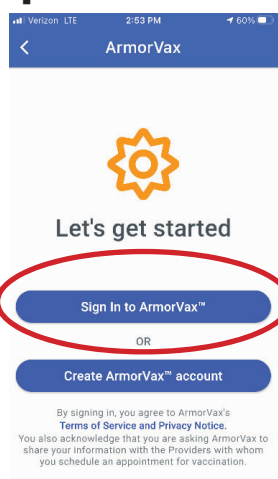 Verizon LTE 2:53 PM 60%
ArmorVax
Let's get started
Sign In to ArmorVax™
OR
Create ArmorVax™ account
By signing in, you agree to ArmorVax's
Terms of Service and Privacy Notice.
You also acknowledge that you are asking ArmorVax to
share your information with the Providers with whom
you schedule an appointment for vaccination.